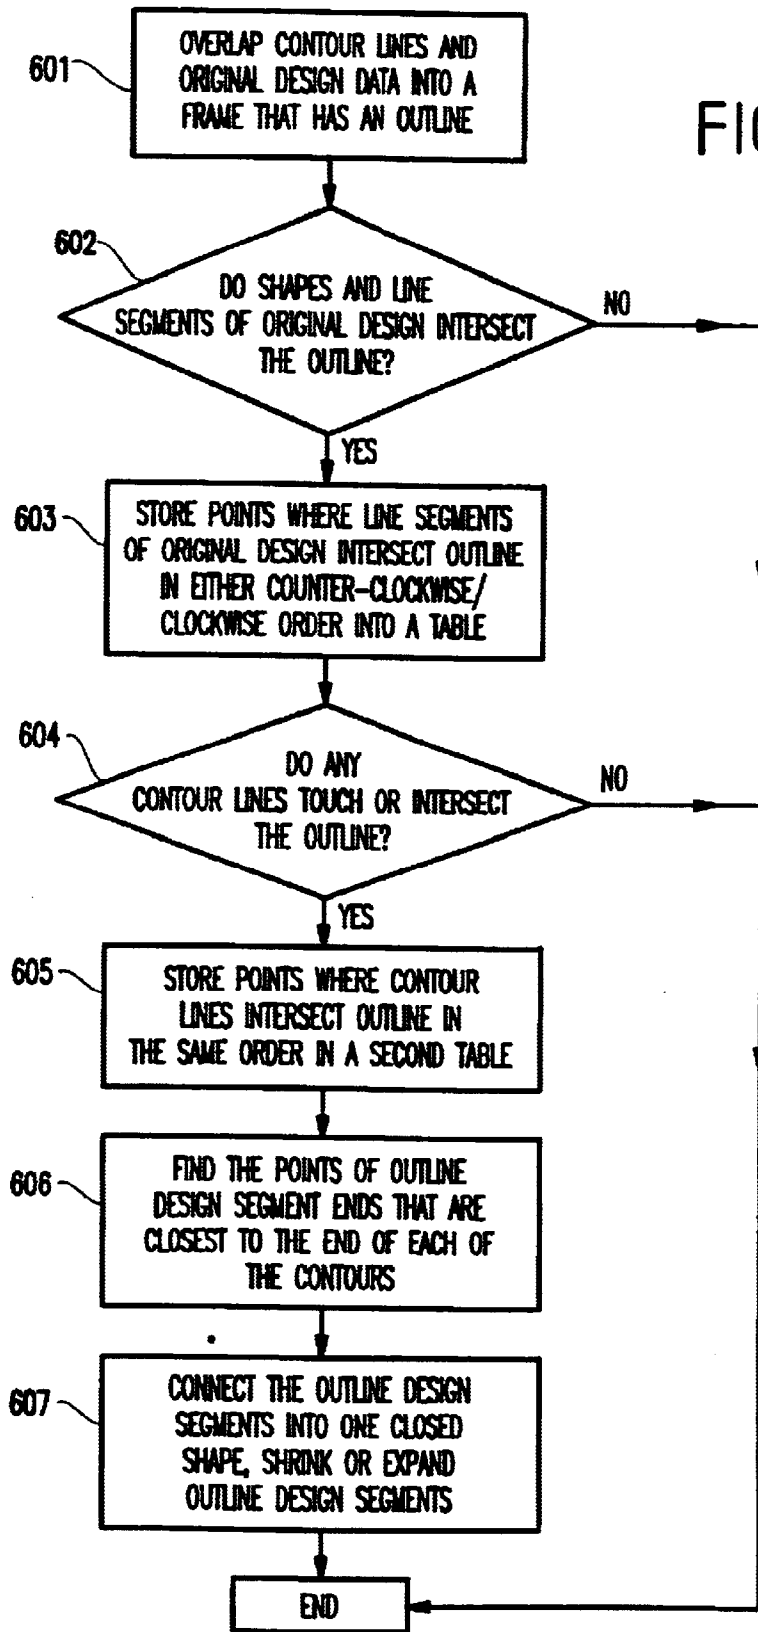 601
OVERLAP CONTOUR LINES AND
ORIGINAL DESIGN DATA INTO A
FRAME THAT HAS AN OUTLINE
FIG
602
DO SHAPES AND LINE
SEGMENTS OF ORIGINAL DESIGN INTERSECT
THE OUTLINE?
NO
YES
603
STORE POINTS WHERE LINE SEGMENTS
OF ORIGINAL DESIGN INTERSECT OUTLINE
IN EITHER COUNTER-CLOCKWISE/
CLOCKWISE ORDER INTO A TABLE
604
DO ANY
CONTOUR LINES TOUCH OR INTERSECT
THE OUTLINE?
NO
YES
605
STORE POINTS WHERE CONTOUR
LINES INTERSECT OUTLINE IN
THE SAME ORDER IN A SECOND TABLE
606
FIND THE POINTS OF OUTLINE
DESIGN SEGMENT ENDS THAT ARE
CLOSEST TO THE END OF EACH OF
THE CONTOURS
607
CONNECT THE OUTLINE DESIGN
SEGMENTS INTO ONE CLOSED
SHAPE, SHRINK OR EXPAND
OUTLINE DESIGN SEGMENTS
END